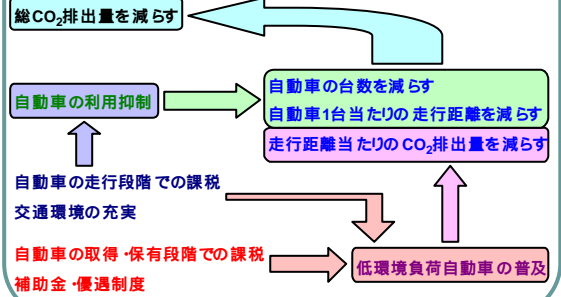 総CO₂排出量を減らす
自動車の台数を減らす
自動車の利用抑制
自動車1台当たりの走行距離を減らす
走行距離当たりのCO₂排出量を減らす
自動車の走行段階での課税
交通環境の充実
自動車の取得・保有段階での課税
低環境負荷自動車の普及
補助金・優遇制度